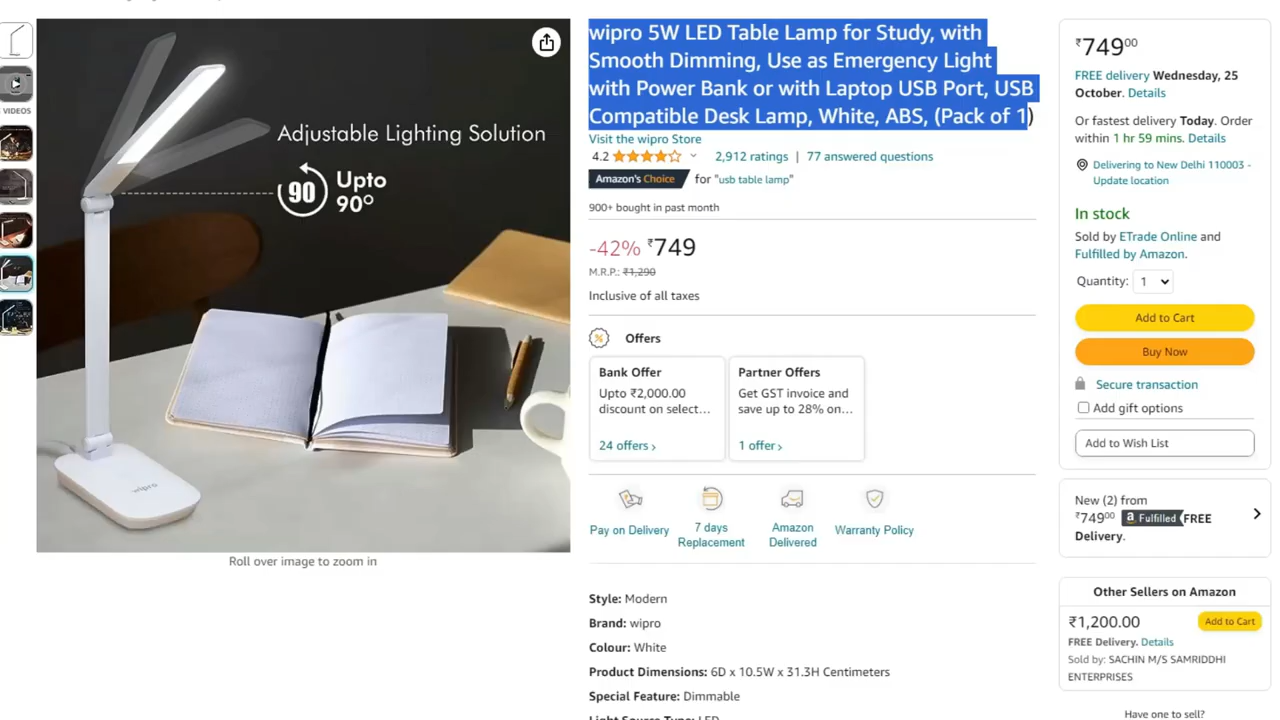 VIDEOS
Adjustable Lighting Solution
90
Upto
90°
wipro
Roll over image to zoom in
wipro 5W LED Table Lamp for Study, with
Smooth Dimming, Use as Emergency Light
with Power Bank or with Laptop USB Port, USB
Compatible Desk Lamp, White, ABS, (Pack of 1)
Visit the wipro Store
4.2 2,912 ratings | 77 answered questions
Amazon's Choice for "usb table lamp"
900+ bought in past month
-42% ₹749
M.R.P.: ₹1,290
Inclusive of all taxes
Offers
Bank Offer
Upto ₹2,000.00
discount on select...
24 offers ›
Partner Offers
Get GST invoice and
save up to 28% on...
1 offer ›
Pay on Delivery
7 days
Replacement
Amazon
Delivered
Warranty Policy
Style: Modern
Brand: wipro
Colour: White
Product Dimensions: 6D x 10.5W x 31.3H Centimeters
Special Feature: Dimmable
Light Source Type: LED
₹749.00
FREE delivery Wednesday, 25
October. Details
Or fastest delivery Today. Order
within 1 hr 59 mins. Details
Delivering to New Delhi 110003 -
Update location
In stock
Sold by ETrade Online and
Fulfilled by Amazon.
Quantity: 1
Add to Cart
Buy Now
Secure transaction
Add gift options
Add to Wish List
New (2) from
₹749.00 a Fulfilled FREE
Delivery.
Other Sellers on Amazon
₹1,200.00 Add to Cart
FREE Delivery. Details
Sold by: SACHIN M/S SAMRIDDHI
ENTERPRISES
Have one to sell?